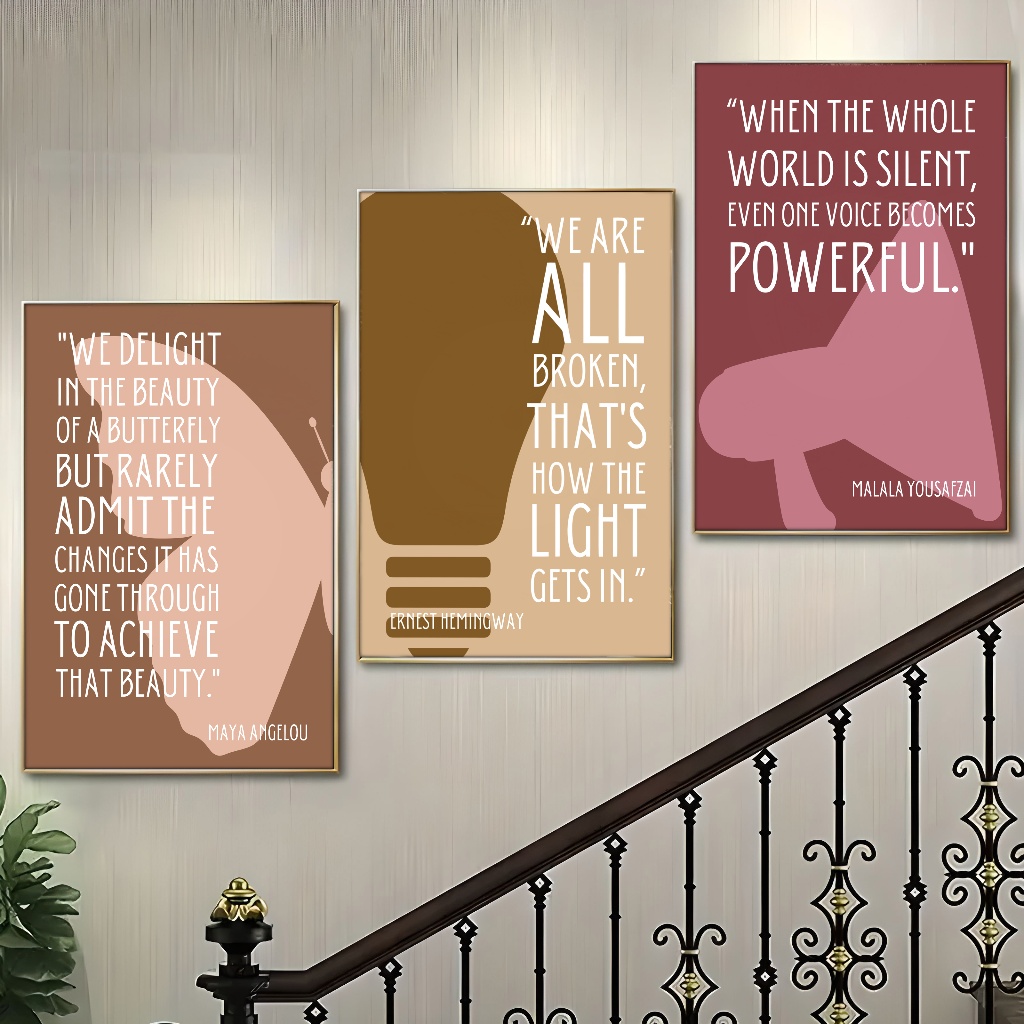 "WE DELIGHT
IN THE BEAUTY
OF A BUTTERFLY
BUT RARELY
ADMIT THE
CHANGES IT HAS
GONE THROUGH
TO ACHIEVE
THAT BEAUTY."
MAYA ANGELOU
“WE ARE
ALL
BROKEN,
THAT'S
HOW THE
LIGHT
GETS IN.”
ERNEST HEMINGWAY
“WHEN THE WHOLE
WORLD IS SILENT,
EVEN ONE VOICE BECOMES
POWERFUL."
MALALA YOUSAFZAI